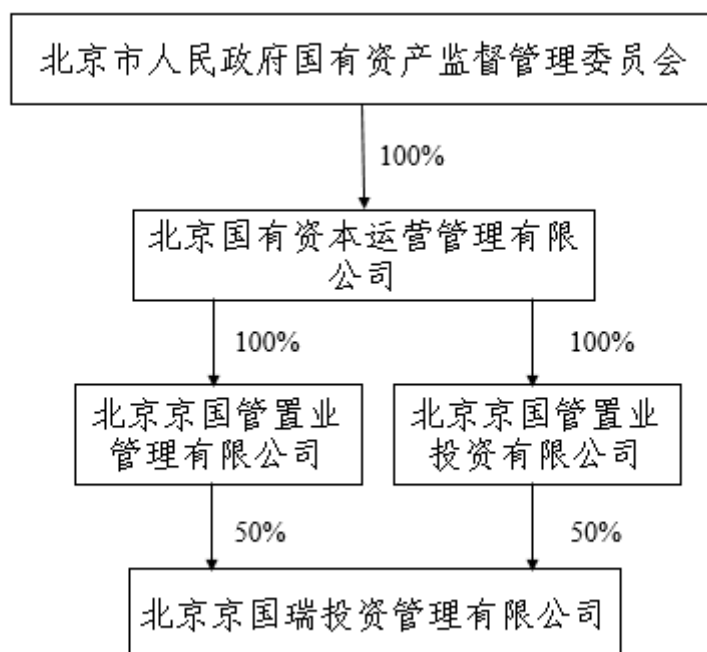 北京市人民政府国有资产监督管理委员会
100%
北京国有资本运营管理有限
公司
100%
100%
北京京国管置业
管理有限公司
北京京国管置业
投资有限公司
50%
50%
北京京国瑞投资管理有限公司